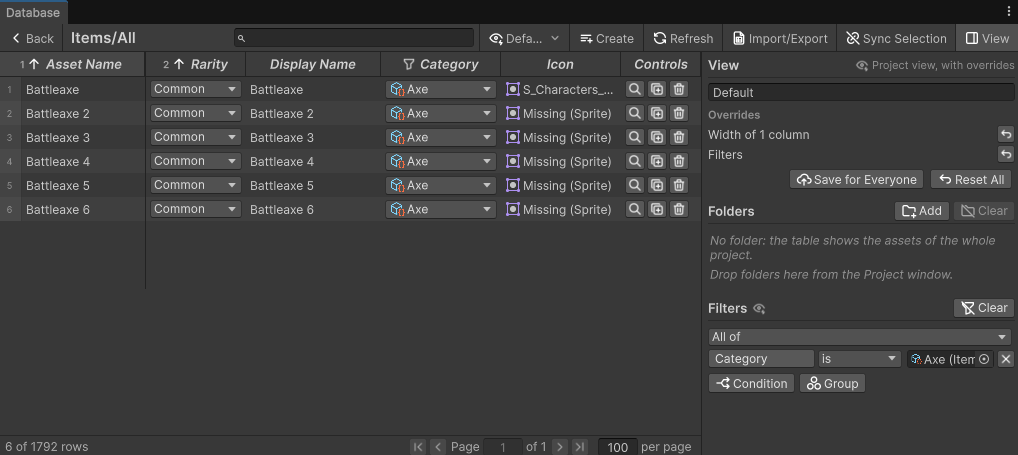 Database
Back
Items/All
Defa...
Create
Refresh
Import/Export
Sync Selection
View
1 Asset Name
2 Rarity
Display Name
Category
Icon
Controls
1 Battleaxe Common Battleaxe Axe S_Characters_...
2 Battleaxe 2 Common Battleaxe 2 Axe Missing (Sprite)
3 Battleaxe 3 Common Battleaxe 3 Axe Missing (Sprite)
4 Battleaxe 4 Common Battleaxe 4 Axe Missing (Sprite)
5 Battleaxe 5 Common Battleaxe 5 Axe Missing (Sprite)
6 Battleaxe 6 Common Battleaxe 6 Axe Missing (Sprite)
6 of 1792 rows
Page 1 of 1
100 per page
View
Project view, with overrides
Default
Overrides
Width of 1 column
Filters
Save for Everyone
Reset All
Folders
Add
Clear
No folder: the table shows the assets of the whole
project.
Drop folders here from the Project window.
Filters
Clear
All of
Category
is
Axe (Item
Condition
Group